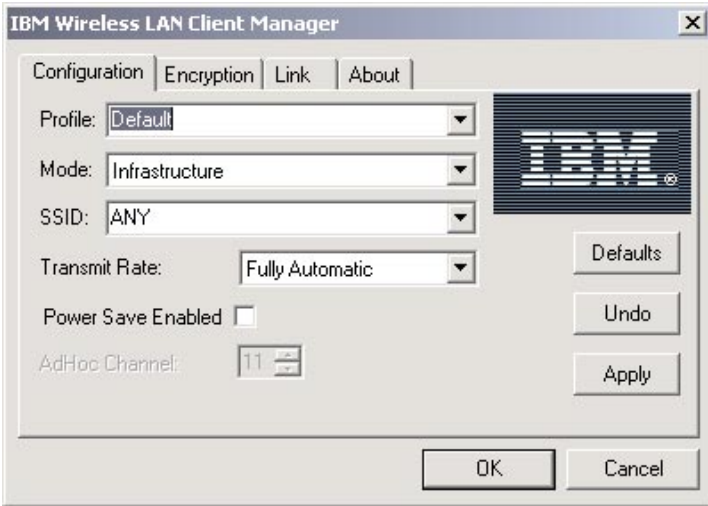 IBM Wireless LAN Client Manager
Configuration Encryption Link About
Profile: Default
IBM®
Mode: Infrastructure
SSID: ANY
Defaults
Transmit Rate: Fully Automatic
Power Save Enabled
Undo
AdHoc Channel: 11
Apply
OK Cancel